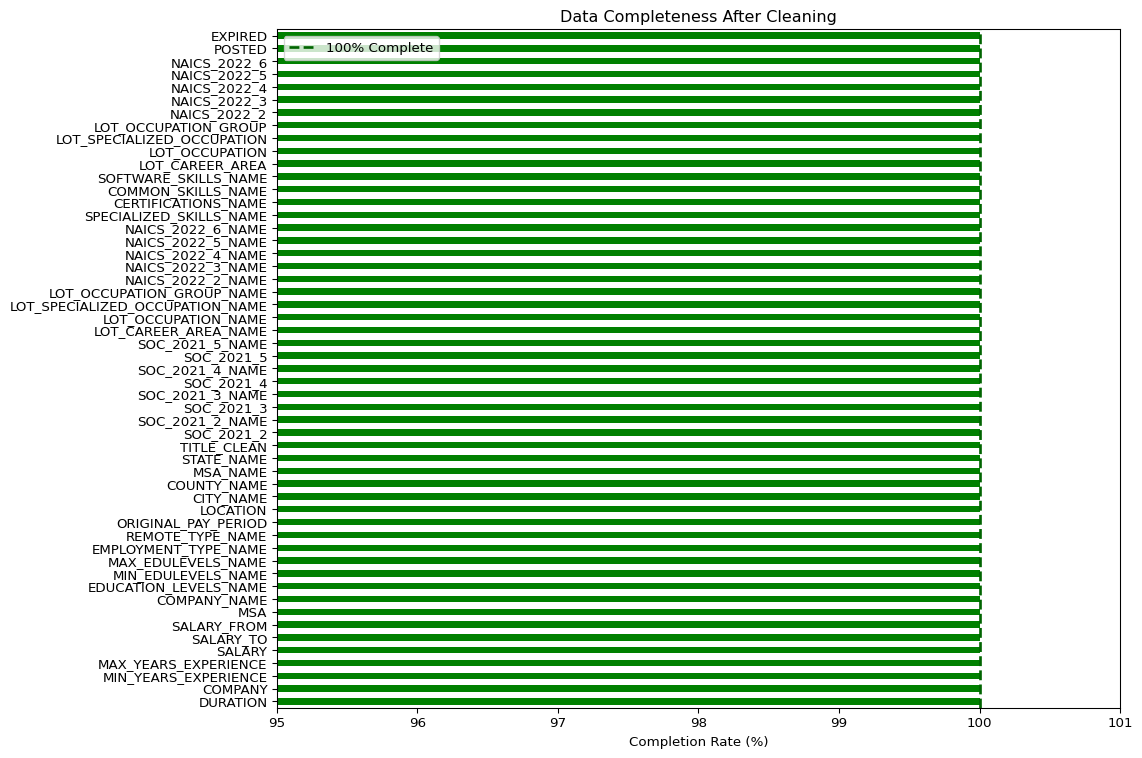 Data Completeness After Cleaning
EXPIRED
POSTED
NAICS_2022_6
NAICS_2022_5
NAICS_2022_4
NAICS_2022_3
NAICS_2022_2
LOT_OCCUPATION_GROUP
LOT_SPECIALIZED_OCCUPATION
LOT_OCCUPATION
LOT_CAREER_AREA
SOFTWARE_SKILLS_NAME
COMMON_SKILLS_NAME
CERTIFICATIONS_NAME
SPECIALIZED_SKILLS_NAME
NAICS_2022_6_NAME
NAICS_2022_5_NAME
NAICS_2022_4_NAME
NAICS_2022_3_NAME
NAICS_2022_2_NAME
LOT_OCCUPATION_GROUP_NAME
LOT_SPECIALIZED_OCCUPATION_NAME
LOT_OCCUPATION_NAME
LOT_CAREER_AREA_NAME
SOC_2021_5_NAME
SOC_2021_5
SOC_2021_4_NAME
SOC_2021_4
SOC_2021_3_NAME
SOC_2021_3
SOC_2021_2_NAME
SOC_2021_2
TITLE_CLEAN
STATE_NAME
MSA_NAME
COUNTY_NAME
CITY_NAME
LOCATION
ORIGINAL_PAY_PERIOD
REMOTE_TYPE_NAME
EMPLOYMENT_TYPE_NAME
MAX_EDULEVELS_NAME
MIN_EDULEVELS_NAME
EDUCATION_LEVELS_NAME
COMPANY_NAME
MSA
SALARY_FROM
SALARY_TO
SALARY
MAX_YEARS_EXPERIENCE
MIN_YEARS_EXPERIENCE
COMPANY
DURATION
100% Complete
95 96 97 98 99 100 101
Completion Rate (%)